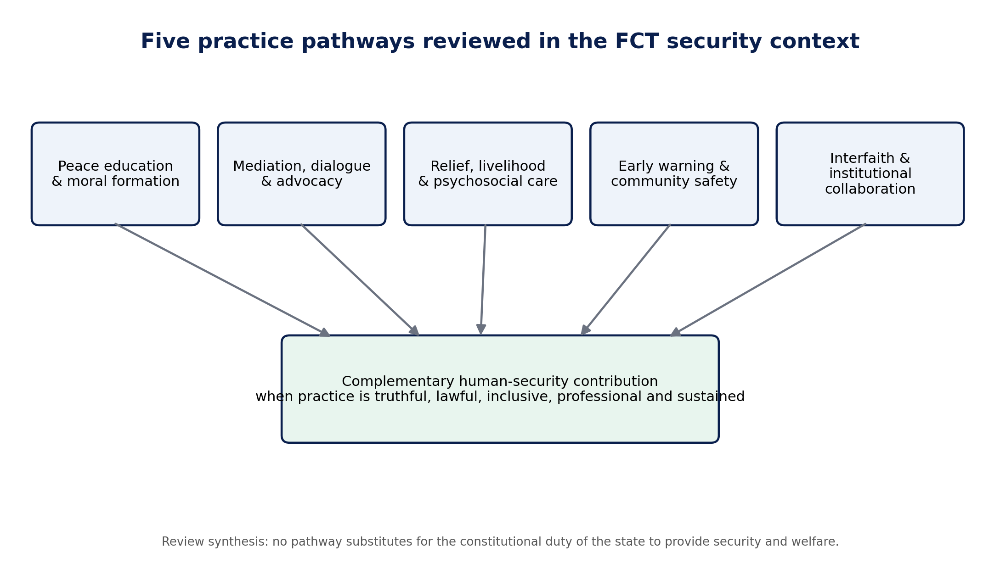 Five practice pathways reviewed in the FCT security context
Peace education
& moral formation
Mediation, dialogue
& advocacy
Relief, livelihood
& psychosocial care
Early warning &
community safety
Interfaith &
institutional
collaboration
Complementary human-security contribution
when practice is truthful, lawful, inclusive, professional and sustained
Review synthesis: no pathway substitutes for the constitutional duty of the state to provide security and welfare.